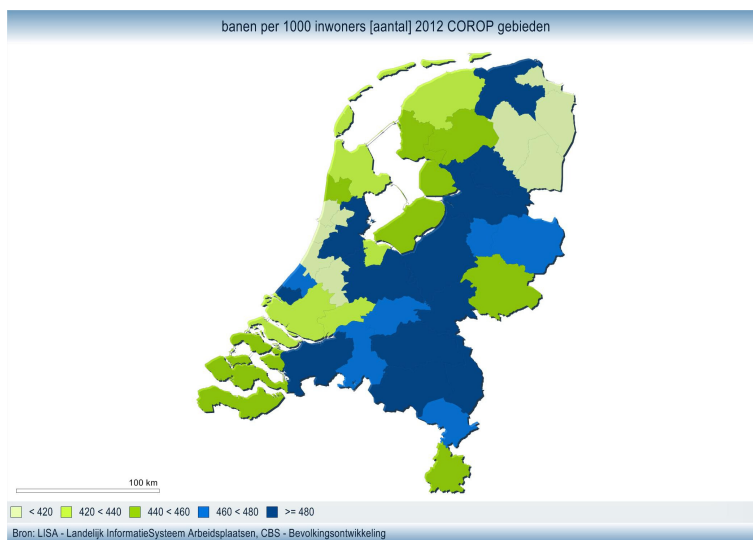 banen per 1000 inwoners [aantal] 2012 COROP gebieden
100 km
< 420 420 < 440 440 < 460 460 < 480 >= 480
Bron: LISA - Landelijk InformatieSysteem Arbeidsplaatsen, CBS - Bevolkingsontwikkeling